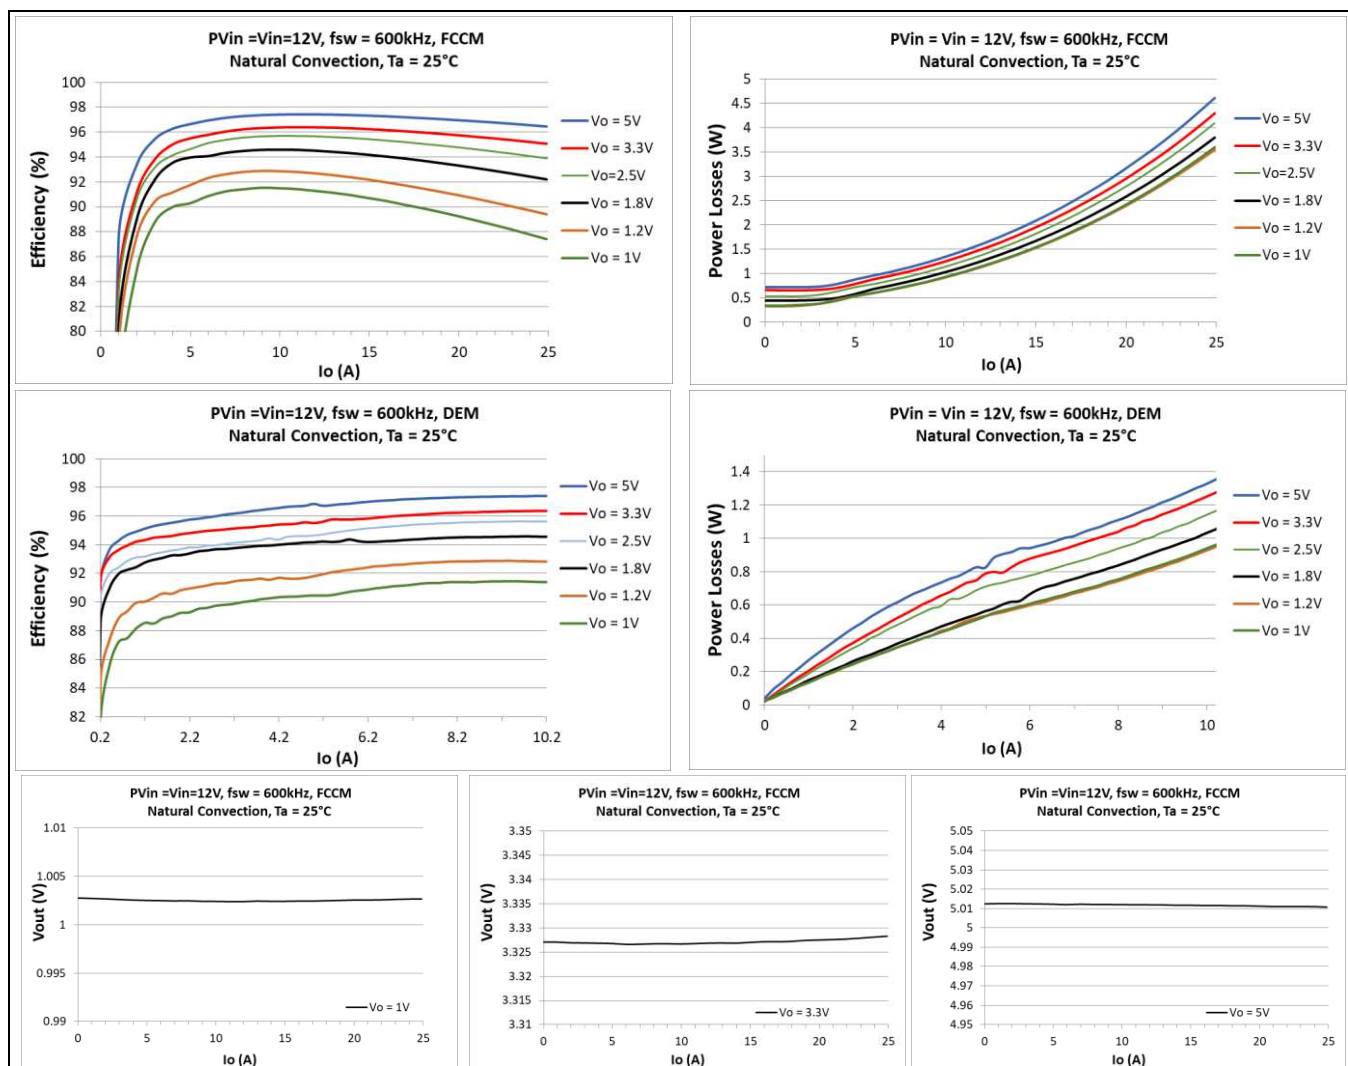 PVin =Vin=12V, fsw = 600kHz, FCCM
Natural Convection, Ta = 25°C
100
98
96
94
92
90
88
86
84
82
80
Efficiency (%)
0 5 10 15 20 25
Io (A)
Vo = 5V
Vo = 3.3V
Vo=2.5V
Vo = 1.8V
Vo = 1.2V
Vo = 1V
PVin = Vin = 12V, fsw = 600kHz, FCCM
Natural Convection, Ta = 25°C
5
4.5
4
3.5
3
2.5
2
1.5
1
0.5
0
Power Losses (W)
0 5 10 15 20 25
Io (A)
Vo = 5V
Vo = 3.3V
Vo=2.5V
Vo = 1.8V
Vo = 1.2V
Vo = 1V
PVin =Vin=12V, fsw = 600kHz, DEM
Natural Convection, Ta = 25°C
100
98
96
94
92
90
88
86
84
82
Efficiency (%)
0.2 2.2 4.2 6.2 8.2 10.2
Io (A)
Vo = 5V
Vo = 3.3V
Vo = 2.5V
Vo = 1.8V
Vo = 1.2V
Vo = 1V
PVin = Vin = 12V, fsw = 600kHz, DEM
Natural Convection, Ta = 25°C
1.4
1.2
1
0.8
0.6
0.4
0.2
0
Power Losses (W)
0 2 4 6 8 10
Io (A)
Vo = 5V
Vo = 3.3V
Vo = 2.5V
Vo = 1.8V
Vo = 1.2V
Vo = 1V
PVin =Vin=12V, fsw = 600kHz, FCCM
Natural Convection, Ta = 25°C
1.01
1.005
1
0.995
0.99
Vout (V)
Vo = 1V
0 5 10 15 20 25
Io (A)
PVin =Vin=12V, fsw = 600kHz, FCCM
Natural Convection, Ta = 25°C
3.35
3.345
3.34
3.335
3.33
3.325
3.32
3.315
3.31
Vout (V)
Vo = 3.3V
0 5 10 15 20 25
Io (A)
PVin =Vin=12V, fsw = 600kHz, FCCM
Natural Convection, Ta = 25°C
5.05
5.04
5.03
5.02
5.01
5
4.99
4.98
4.97
4.96
4.95
Vout (V)
Vo = 5V
0 5 10 15 20 25
Io (A)